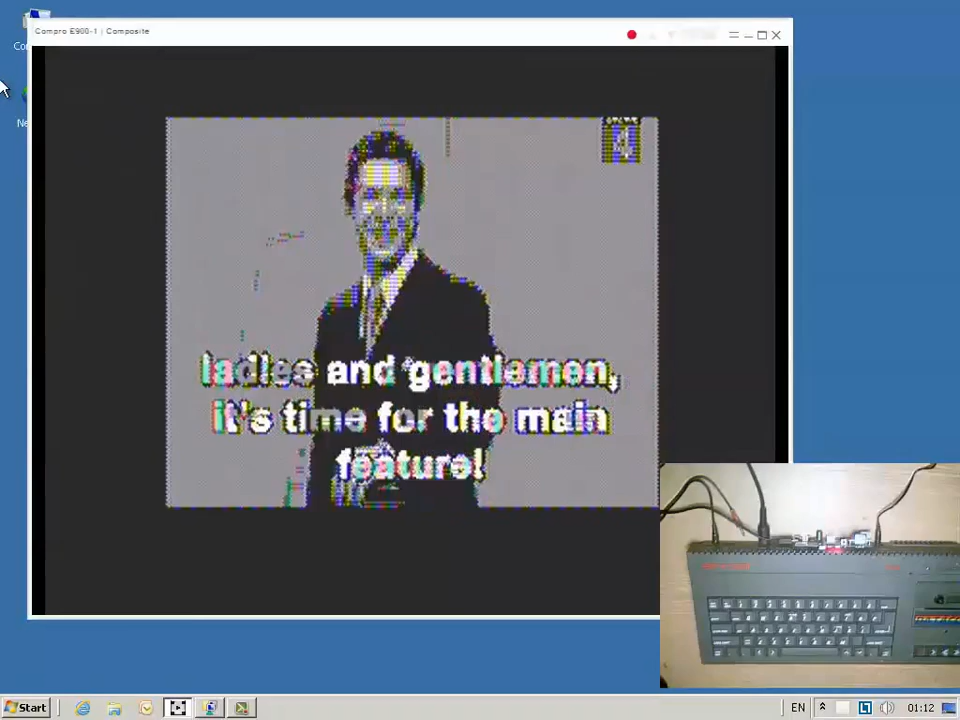 Compro E900-1 | Composite
ladies and gentlemen,
it's time for the main
feature!
Start
EN
01:12